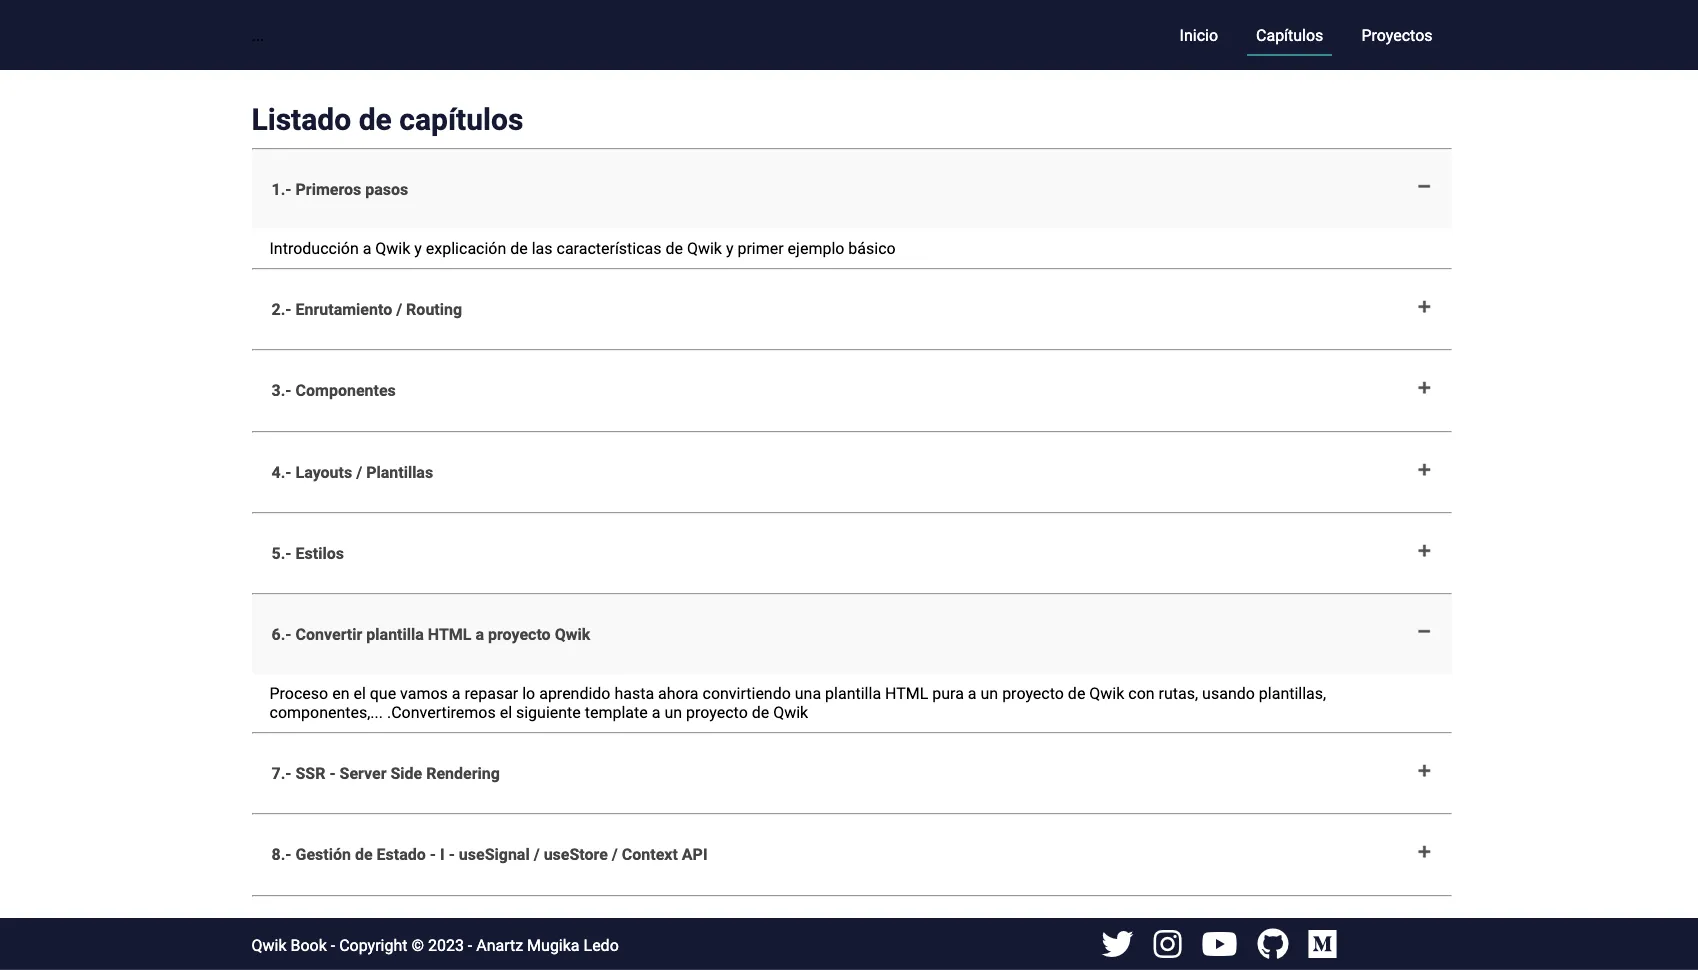 ...
Inicio Capítulos Proyectos
Listado de capítulos
1.- Primeros pasos
Introducción a Qwik y explicación de las características de Qwik y primer ejemplo básico
2.- Enrutamiento / Routing
3.- Componentes
4.- Layouts / Plantillas
5.- Estilos
6.- Convertir plantilla HTML a proyecto Qwik
Proceso en el que vamos a repasar lo aprendido hasta ahora convirtiendo una plantilla HTML pura a un proyecto de Qwik con rutas, usando plantillas,
componentes,... .Convertiremos el siguiente template a un proyecto de Qwik
7.- SSR - Server Side Rendering
8.- Gestión de Estado - I - useSignal / useStore / Context API
Qwik Book - Copyright © 2023 - Anartz Mugika Ledo
M